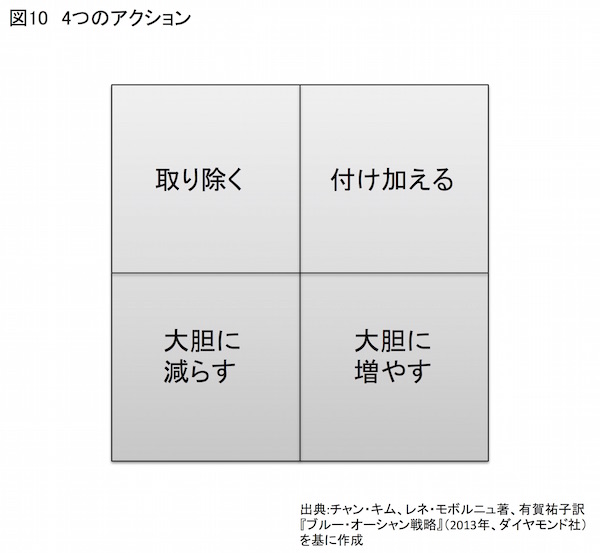 図10 4つのアクション
取り除く
付け加える
大胆に
減らす
大胆に
増やす
出典:チャン・キム、レネ・モボルニュ著、有賀祐子訳
『ブルー・オーシャン戦略』(2013年、ダイヤモンド社)
を基に作成